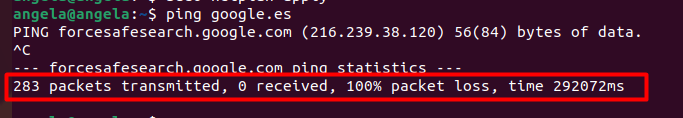 angela@angela:~$ ping google.es
PING forcesafesearch.google.com (216.239.38.120) 56(84) bytes of data.
^C
--- forcesafesearch.google.com ping statistics ---
283 packets transmitted, 0 received, 100% packet loss, time 292072ms